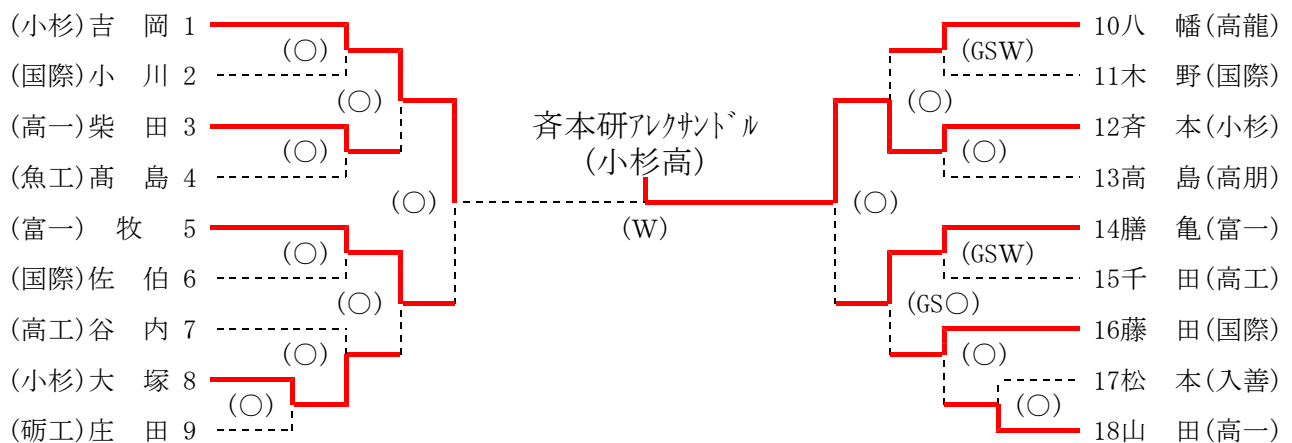 (小杉)吉　岡 1
(〇)
(国際)小　川 2
(〇)
(高一)柴　田 3
(〇)
(魚工)髙　島 4
(〇)
(富一)　牧　 5
(〇)
(国際)佐　伯 6
(〇)
(高工)谷　内 7
(〇)
(小杉)大　塚 8
(〇)
(砺工)庄　田 9
斉本研ｱﾚｸｻﾝﾄﾞﾙ
(小杉高)
(W)
10八　幡(高龍)
(GSW)
11木　野(国際)
(〇)
12斉　本(小杉)
(〇)
13高　島(高朋)
(〇)
14膳　亀(富一)
(GSW)
15千　田(高工)
(GS〇)
16藤　田(国際)
(〇)
17松　本(入善)
(〇)
18山　田(高一)